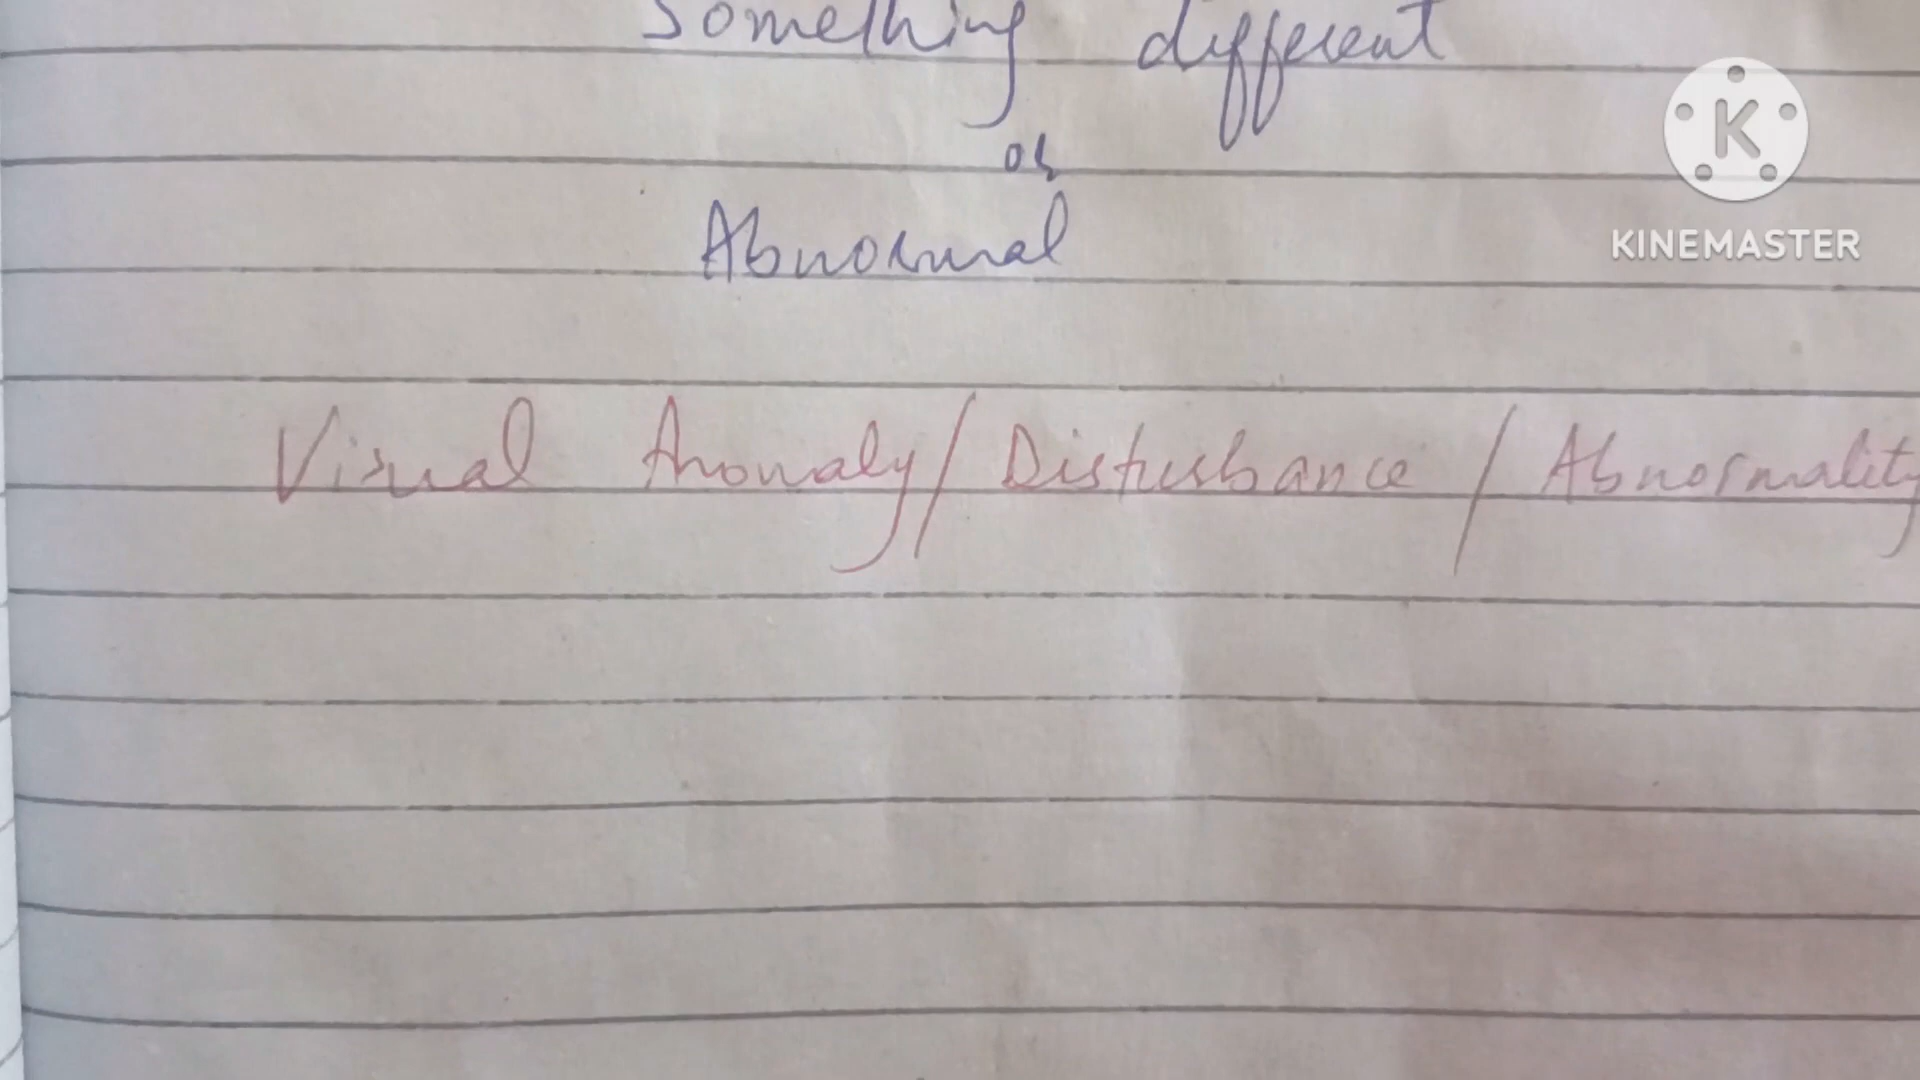 Something different
or
Abnormal
K
KINEMASTER
Visual Anomaly / Disturbance / Abnormality